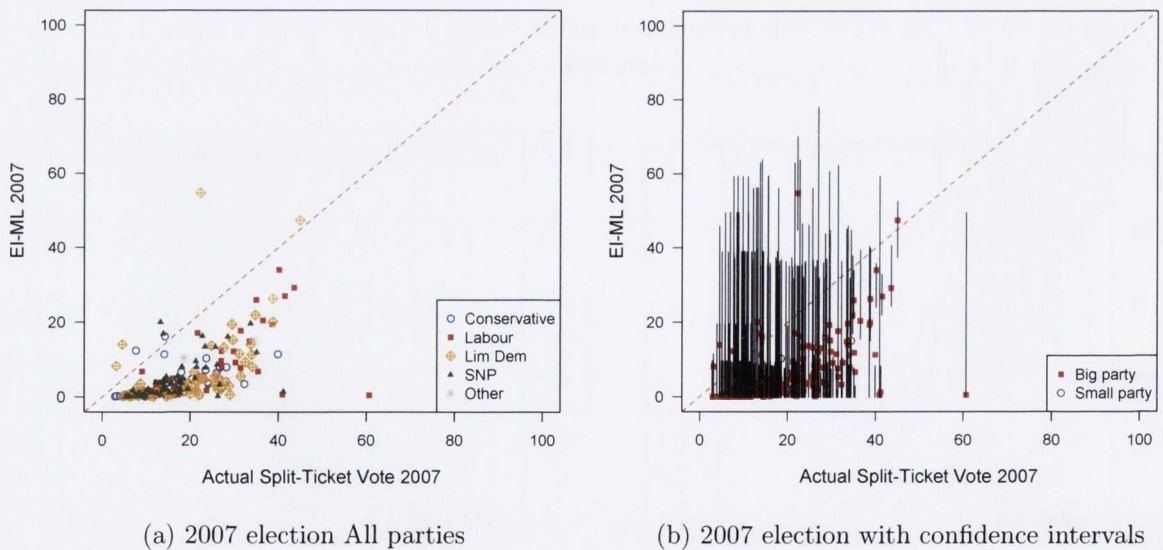 100
80
60
40
20
0
EI-ML 2007
0 20 40 60 80 100
Actual Split-Ticket Vote 2007
Conservative
Labour
Lim Dem
SNP
Other
(a) 2007 election All parties
100
80
60
40
20
0
EI-ML 2007
0 20 40 60 80 100
Actual Split-Ticket Vote 2007
Big party
Small party
(b) 2007 election with confidence intervals